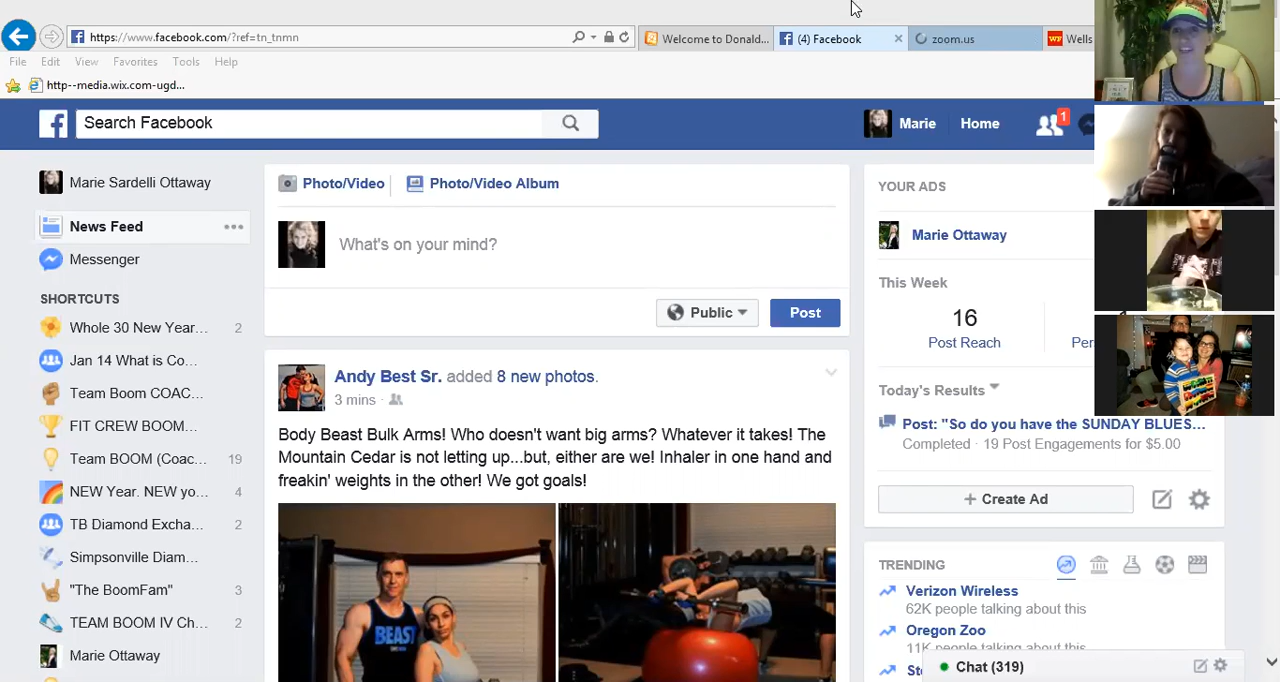 https://www.facebook.com/?ref=tn_tnmn
Welcome to Donald...
(4) Facebook
zoom.us
Wells
File Edit View Favorites Tools Help
http--media.wix.com-ugd...
Search Facebook
Marie
Home
1
Marie Sardelli Ottaway
News Feed
Messenger
SHORTCUTS
Whole 30 New Year... 2
Jan 14 What is Co...
Team Boom COAC...
FIT CREW BOOM...
Team BOOM (Coac... 19
NEW Year. NEW yo... 4
TB Diamond Excha... 2
Simpsonville Diam...
"The BoomFam" 3
TEAM BOOM IV Ch... 2
Marie Ottaway
Photo/Video
Photo/Video Album
What's on your mind?
Public
Post
Andy Best Sr. added 8 new photos.
3 mins
Body Beast Bulk Arms! Who doesn't want big arms? Whatever it takes! The
Mountain Cedar is not letting up...but, either are we! Inhaler in one hand and
freakin' weights in the other! We got goals!
BEAST
YOUR ADS
Marie Ottaway
This Week
16
Post Reach
Per
Today's Results
Post: "So do you have the SUNDAY BLUES...
Completed · 19 Post Engagements for $5.00
+ Create Ad
TRENDING
Verizon Wireless
62K people talking about this
Oregon Zoo
11K people talking about this
Chat (319)